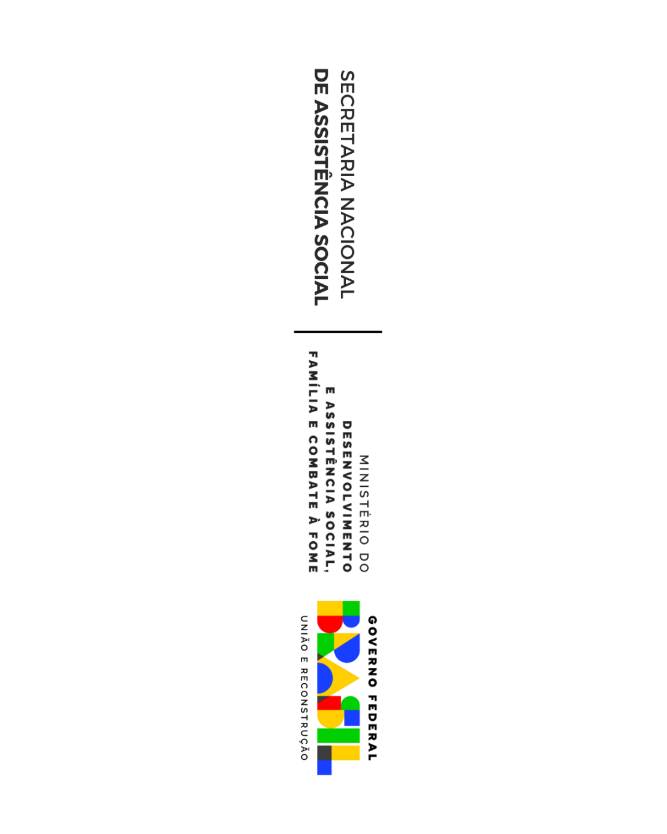 SECRETARIA NACIONAL
DE ASSISTÊNCIA SOCIAL
MINISTÉRIO DO
DESENVOLVIMENTO
E ASSISTÊNCIA SOCIAL,
FAMÍLIA E COMBATE À FOME
GOVERNO FEDERAL
BRASIL
UNIÃO E RECONSTRUÇÃO